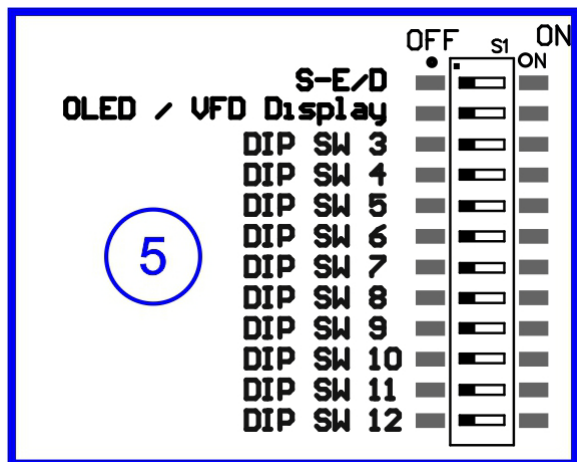 OFF S1 ON
ON
S-E/D
OLED / VFD Display
DIP SW 3
DIP SW 4
DIP SW 5
DIP SW 6
DIP SW 7
DIP SW 8
DIP SW 9
DIP SW 10
DIP SW 11
DIP SW 12
5